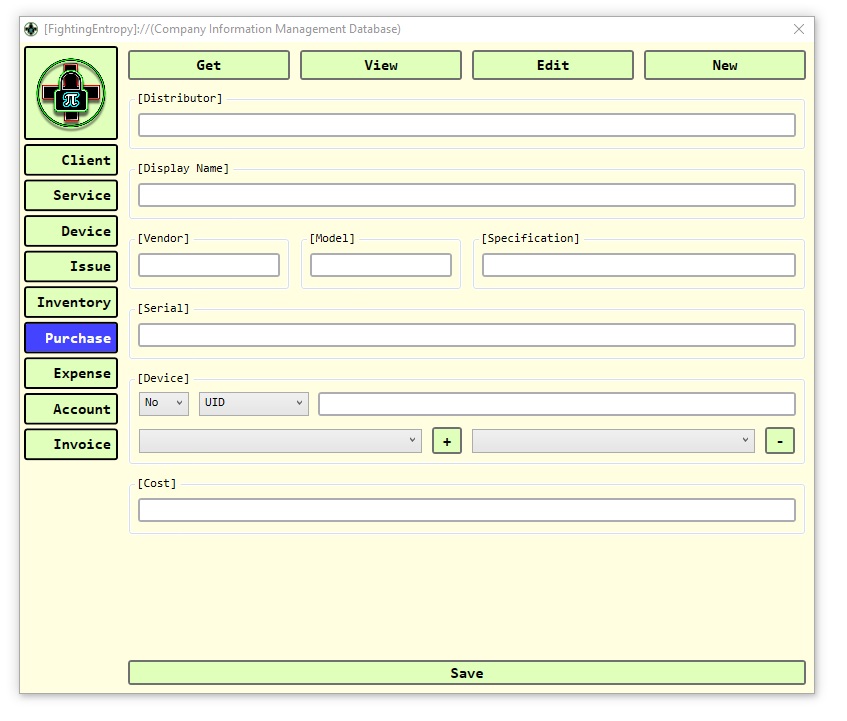 [FightingEntropy]://(Company Information Management Database)
π
Get View Edit New
Client
Service
Device
Issue
Inventory
Purchase
Expense
Account
Invoice
[Distributor]
[Display Name]
[Vendor] [Model] [Specification]
[Serial]
[Device]
No UID
+ -
[Cost]
Save